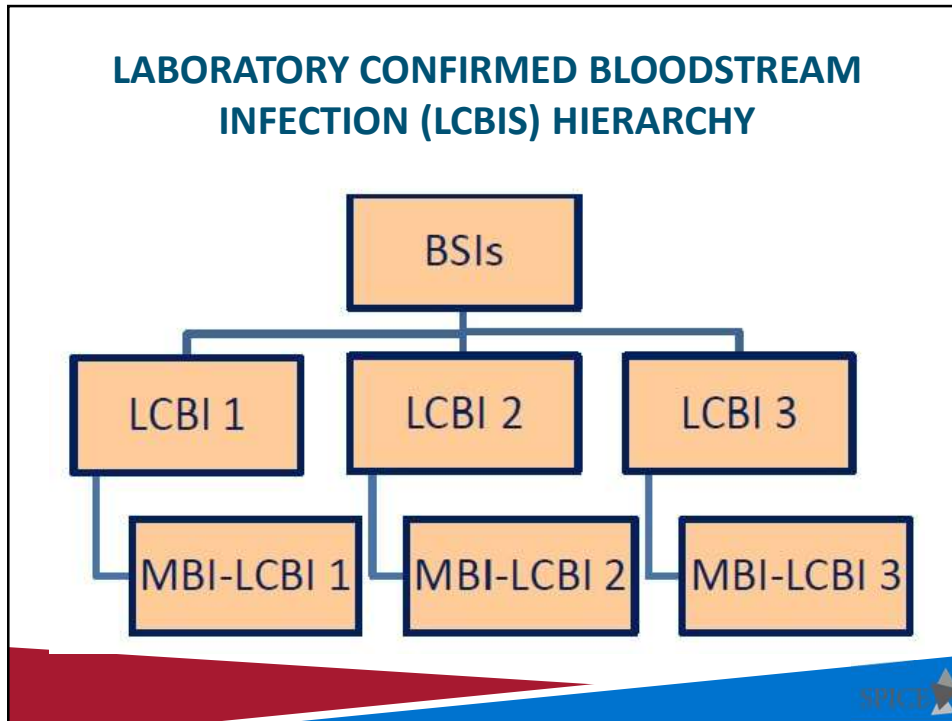 LABORATORY CONFIRMED BLOODSTREAM
INFECTION (LCBIS) HIERARCHY
BSIs
LCBI 1
LCBI 2
LCBI 3
MBI-LCBI 1
MBI-LCBI 2
MBI-LCBI 3
SPICE